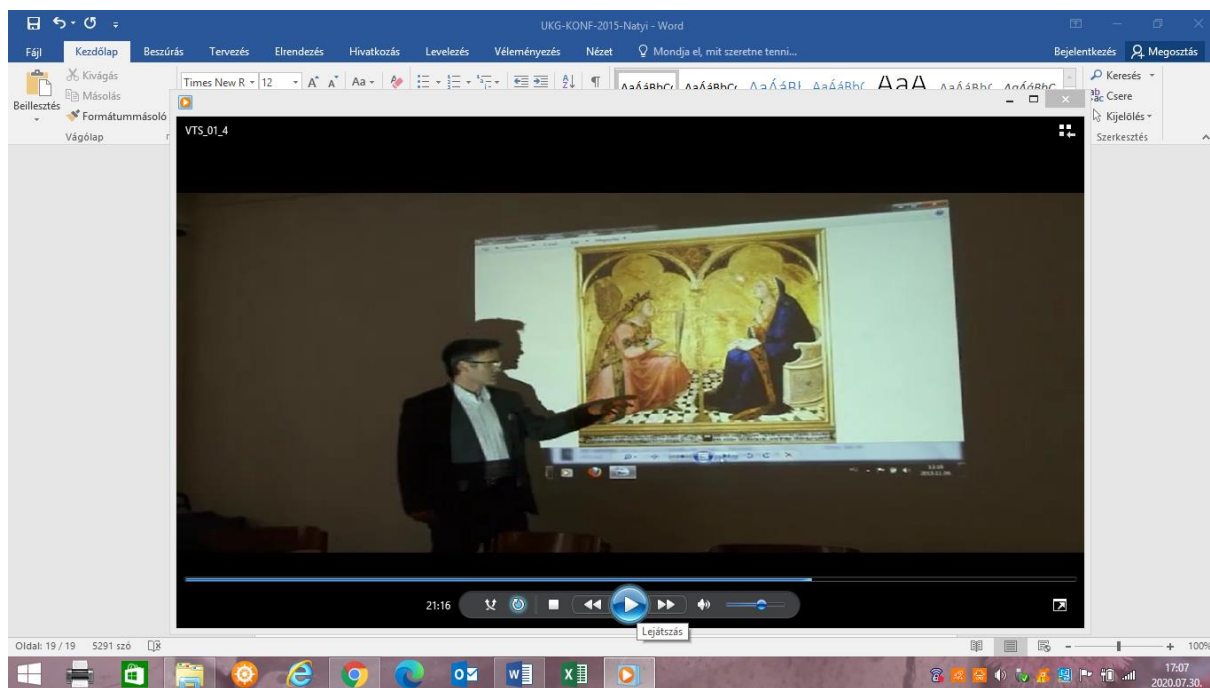 UKG-KONF-2015-Natyi - Word
Fájl Kezdőlap Beszúrás Tervezés Elrendezés Hivatkozás Levelezés Véleményezés Nézet Mondja el, mit szeretne tenni... Bejelentkezés Megosztás
Beillesztés
Kivágás
Másolás
Formátummásoló
Vágólap
Times New R 12
Keresés
Csere
Kijelölés
Szerkesztés
VTS_01_4
21:16
Lejátszás
Oldal: 19 / 19 5291 szó 100%
17:07
2020.07.30.